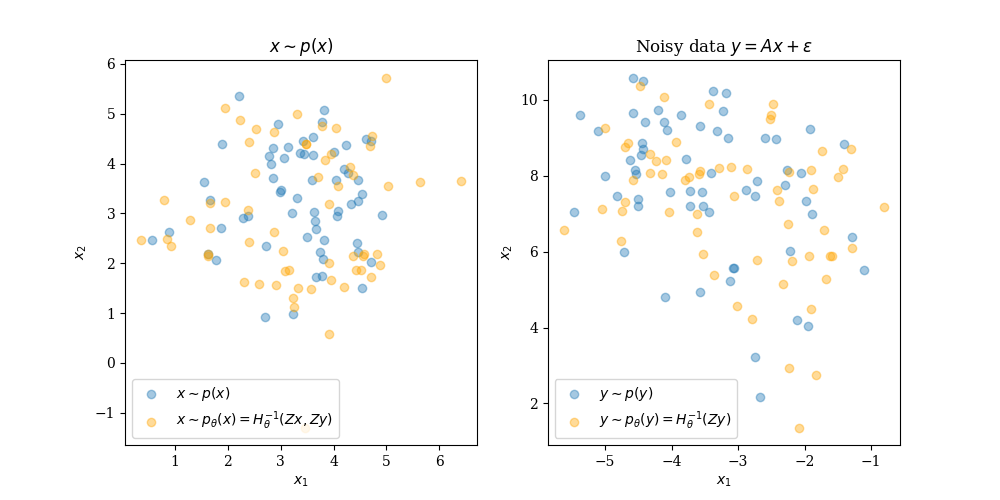 x ~ p(x)
6
5
4
3
2
1
0
−1
x₂
1 2 3 4 5 6
x₁
x ~ p(x)
x ~ pθ(x) = Hθ⁻¹(Zx, Zy)
Noisy data y = Ax + ε
10
8
6
4
2
x₂
−5 −4 −3 −2 −1
x₁
y ~ p(y)
y ~ pθ(y) = Hθ⁻¹(Zy)